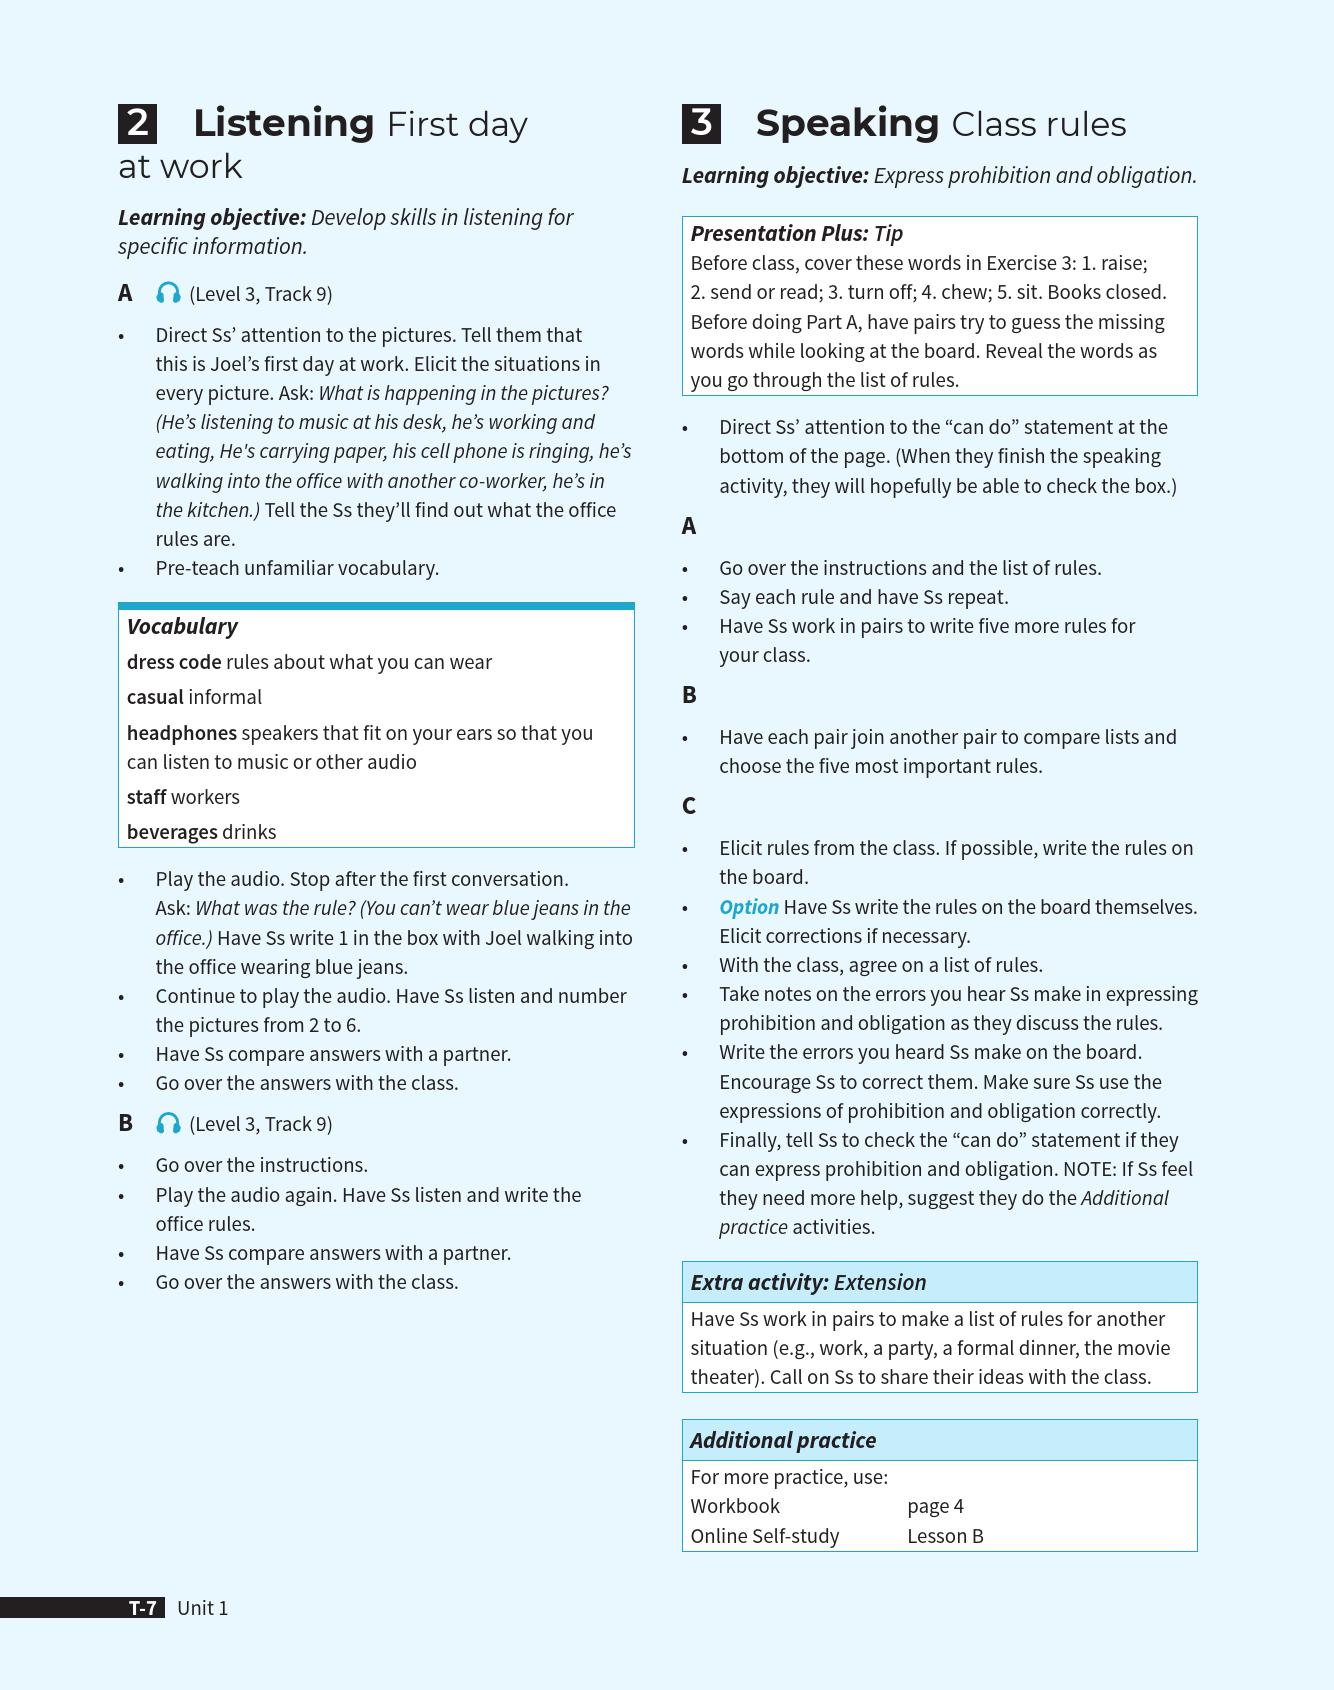 2 Listening First day
at work
Learning objective: Develop skills in listening for
specific information.
A (Level 3, Track 9)
• Direct Ss’ attention to the pictures. Tell them that
this is Joel’s first day at work. Elicit the situations in
every picture. Ask: What is happening in the pictures?
(He’s listening to music at his desk, he’s working and
eating, He's carrying paper, his cell phone is ringing, he’s
walking into the office with another co-worker, he’s in
the kitchen.) Tell the Ss they’ll find out what the office
rules are.
• Pre-teach unfamiliar vocabulary.
Vocabulary
dress code rules about what you can wear
casual informal
headphones speakers that fit on your ears so that you
can listen to music or other audio
staff workers
beverages drinks
• Play the audio. Stop after the first conversation.
Ask: What was the rule? (You can’t wear blue jeans in the
office.) Have Ss write 1 in the box with Joel walking into
the office wearing blue jeans.
• Continue to play the audio. Have Ss listen and number
the pictures from 2 to 6.
• Have Ss compare answers with a partner.
• Go over the answers with the class.
B (Level 3, Track 9)
• Go over the instructions.
• Play the audio again. Have Ss listen and write the
office rules.
• Have Ss compare answers with a partner.
• Go over the answers with the class.
3 Speaking Class rules
Learning objective: Express prohibition and obligation.
Presentation Plus: Tip
Before class, cover these words in Exercise 3: 1. raise;
2. send or read; 3. turn off; 4. chew; 5. sit. Books closed.
Before doing Part A, have pairs try to guess the missing
words while looking at the board. Reveal the words as
you go through the list of rules.
• Direct Ss’ attention to the “can do” statement at the
bottom of the page. (When they finish the speaking
activity, they will hopefully be able to check the box.)
A
• Go over the instructions and the list of rules.
• Say each rule and have Ss repeat.
• Have Ss work in pairs to write five more rules for
your class.
B
• Have each pair join another pair to compare lists and
choose the five most important rules.
C
• Elicit rules from the class. If possible, write the rules on
the board.
• Option Have Ss write the rules on the board themselves.
Elicit corrections if necessary.
• With the class, agree on a list of rules.
• Take notes on the errors you hear Ss make in expressing
prohibition and obligation as they discuss the rules.
• Write the errors you heard Ss make on the board.
Encourage Ss to correct them. Make sure Ss use the
expressions of prohibition and obligation correctly.
• Finally, tell Ss to check the “can do” statement if they
can express prohibition and obligation. NOTE: If Ss feel
they need more help, suggest they do the Additional
practice activities.
Extra activity: Extension
Have Ss work in pairs to make a list of rules for another
situation (e.g., work, a party, a formal dinner, the movie
theater). Call on Ss to share their ideas with the class.
Additional practice
For more practice, use:
Workbook page 4
Online Self-study Lesson B
T-7 Unit 1